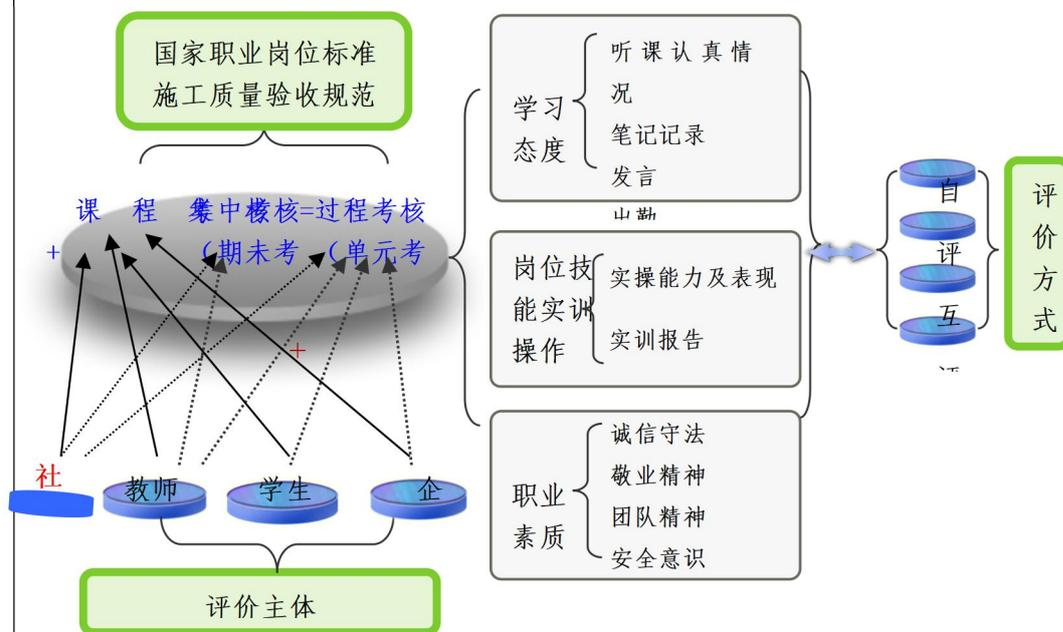 国家职业岗位标准
施工质量验收规范
课 程 集中考核=过程考核
+ (期未考 (单元考
+
社
教师
学生
企
评价主体
学习
态度
听课认真情
况
笔记记录
发言
出勤
岗位技
能实训
操作
实操能力及表现
实训报告
职业
素质
诚信守法
敬业精神
团队精神
安全意识
自
评
互
评价方式